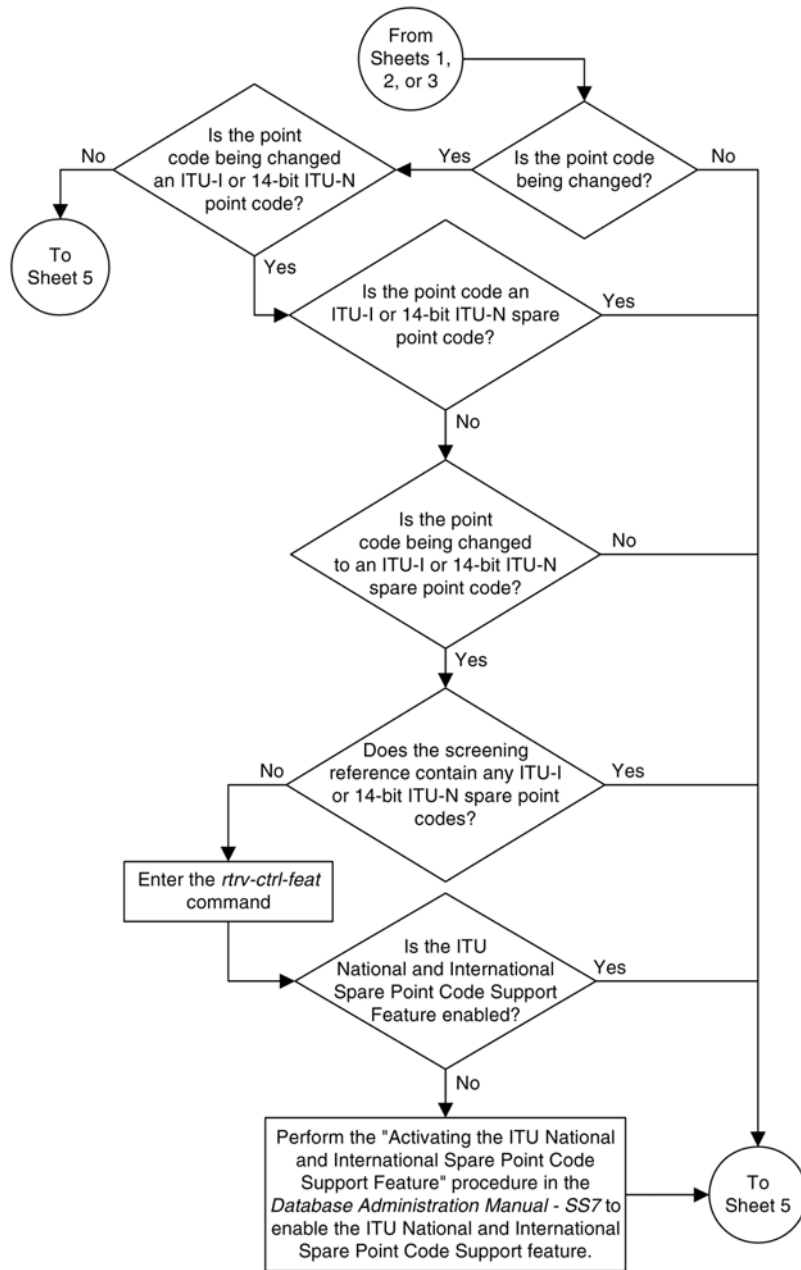 From
Sheets 1,
2, or 3
Is the point code
being changed?
Yes
No
Is the point
code being changed
an ITU-I or 14-bit ITU-N
point code?
No
Yes
To
Sheet 5
Is the point code an
ITU-I or 14-bit ITU-N spare
point code?
Yes
No
Is the point
code being changed
to an ITU-I or 14-bit ITU-N
spare point code?
No
Yes
Does the screening
reference contain any ITU-I
or 14-bit ITU-N spare point
codes?
No
Yes
Enter the rtrv-ctrl-feat
command
Is the ITU
National and International
Spare Point Code Support
Feature enabled?
Yes
No
Perform the "Activating the ITU National
and International Spare Point Code
Support Feature" procedure in the
Database Administration Manual - SS7 to
enable the ITU National and International
Spare Point Code Support feature.
To
Sheet 5